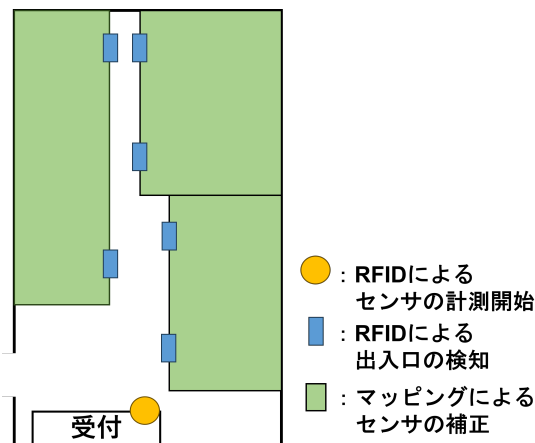 ：RFIDによる
センサの計測開始
：RFIDによる
出入口の検知
：マッピングによる
センサの補正
受付